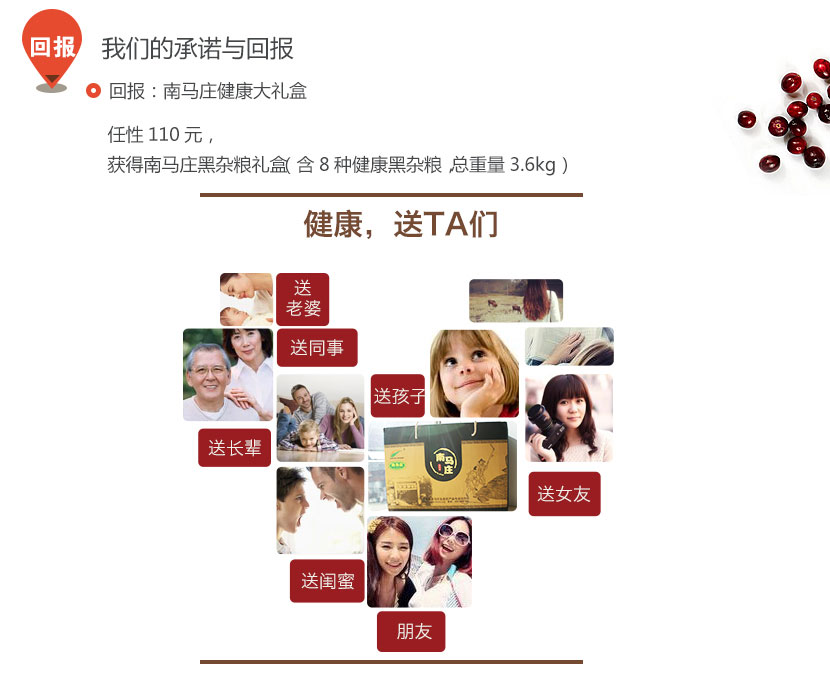 回报
我们的承诺与回报
回报：南马庄健康大礼盒
任性 110 元，
获得南马庄黑杂粮礼盒( 含 8 种健康黑杂粮 ,总重量 3.6kg )
健康，送TA们
送
老婆
送同事
送孩子
送长辈
南马庄
送女友
送闺蜜
朋友